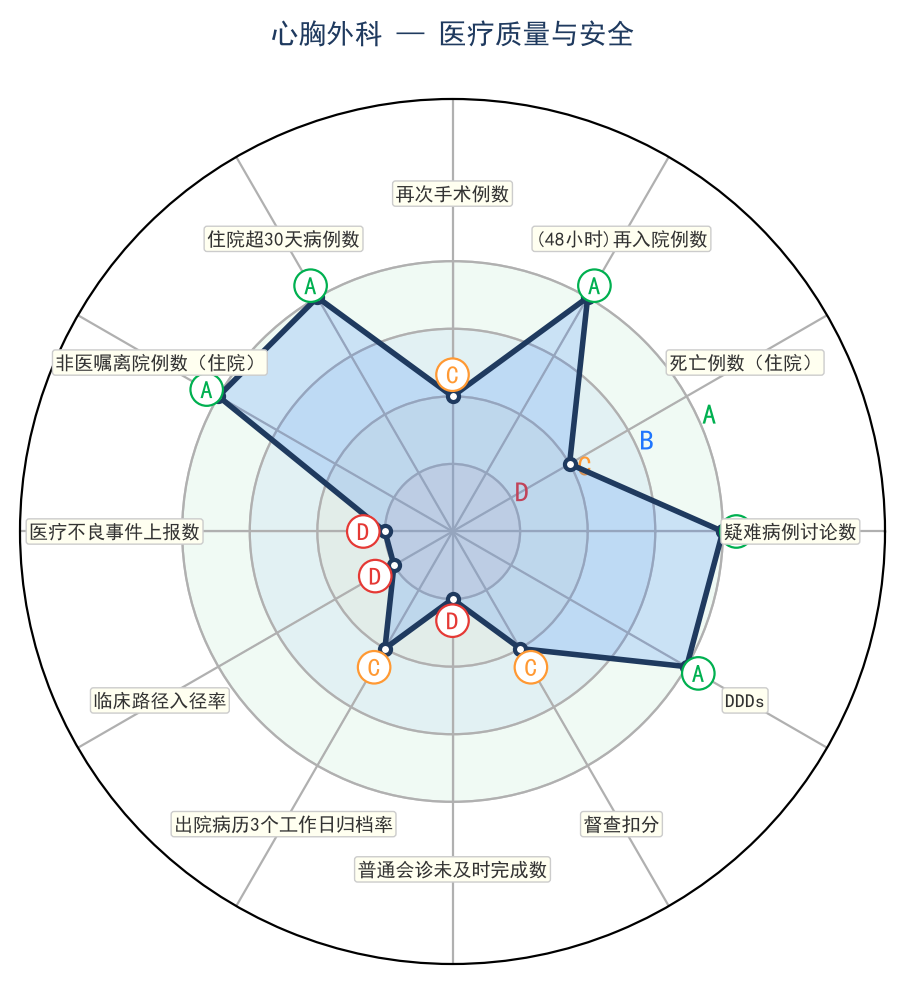 心胸外科 — 医疗质量与安全
再次手术例数
住院超30天病例数
(48小时)再入院例数
A
A
非医嘱离院例数（住院）
死亡例数（住院）
C
A
A
B
C
D
医疗不良事件上报数
D
疑难病例讨论数
D
D
C
C
A
临床路径入径率
DDDs
出院病历3个工作日归档率
督查扣分
普通会诊未及时完成数